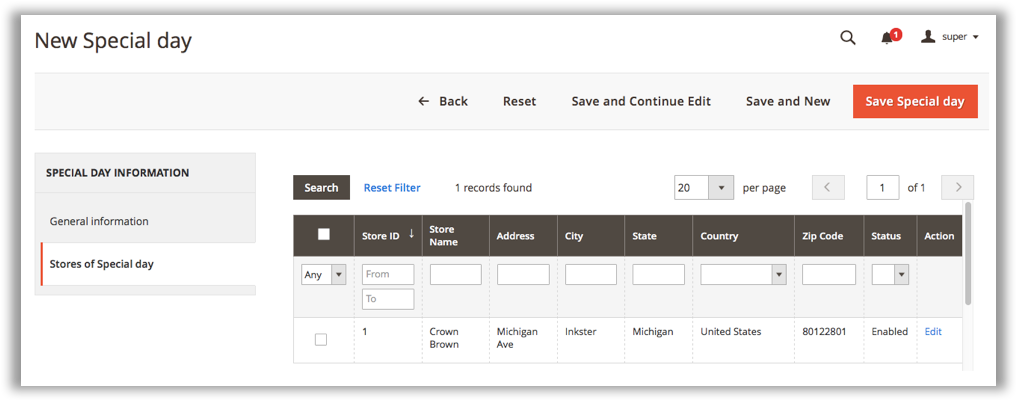 New Special day
1
super
Back
Reset
Save and Continue Edit
Save and New
Save Special day
SPECIAL DAY INFORMATION
General information
Stores of Special day
Search
Reset Filter
1 records found
20
per page
1
of 1
Store ID
Store
Name
Address
City
State
Country
Zip Code
Status
Action
Any
From
To
1
Crown
Brown
Michigan
Ave
Inkster
Michigan
United States
80122801
Enabled
Edit